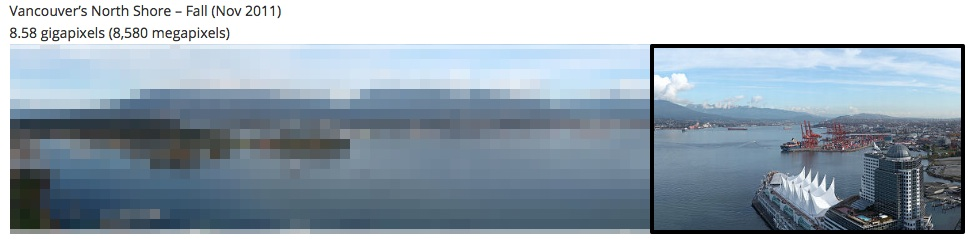 Vancouver’s North Shore – Fall (Nov 2011)
8.58 gigapixels (8,580 megapixels)